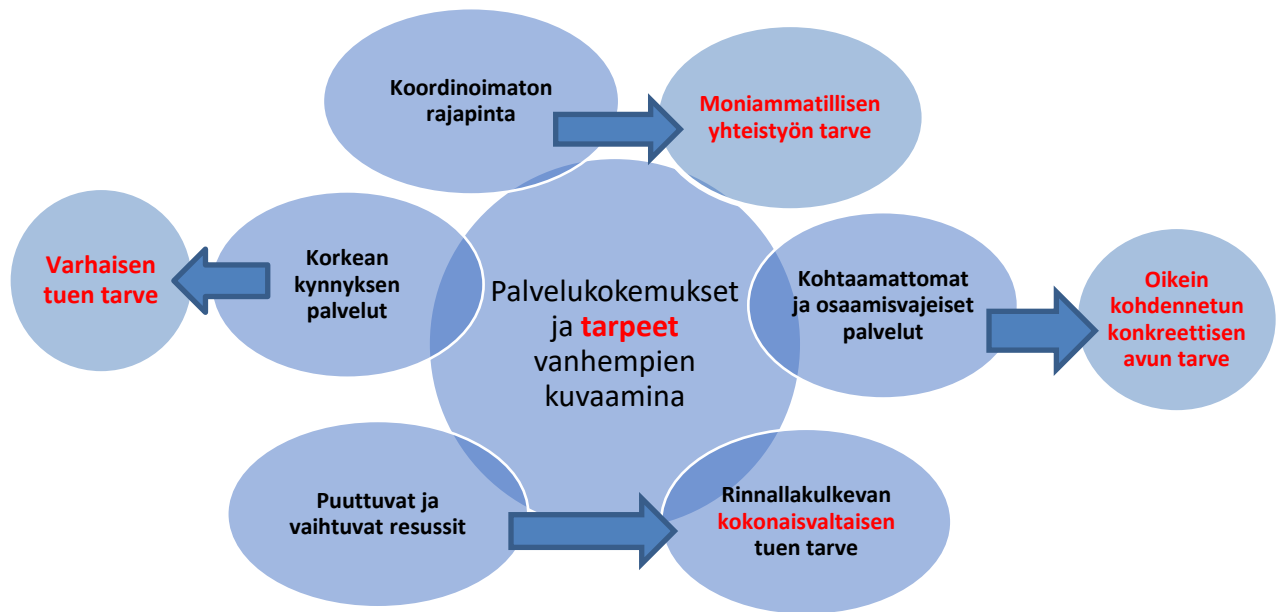 Koordinoimaton
rajapinta
Moniammatillisen
yhteistyön tarve
Varhaisen
tuen tarve
Korkean
kynnyksen
palvelut
Palvelukokemukset
ja tarpeet
vanhempien
kuvaamina
Kohtaamattomat
ja osaamisvajeiset
palvelut
Oikein
kohdennetun
konkreettisen
avun tarve
Puuttuvat ja
vaihtuvat resussit
Rinnallakulkevan
kokonaisvaltaisen
tuen tarve